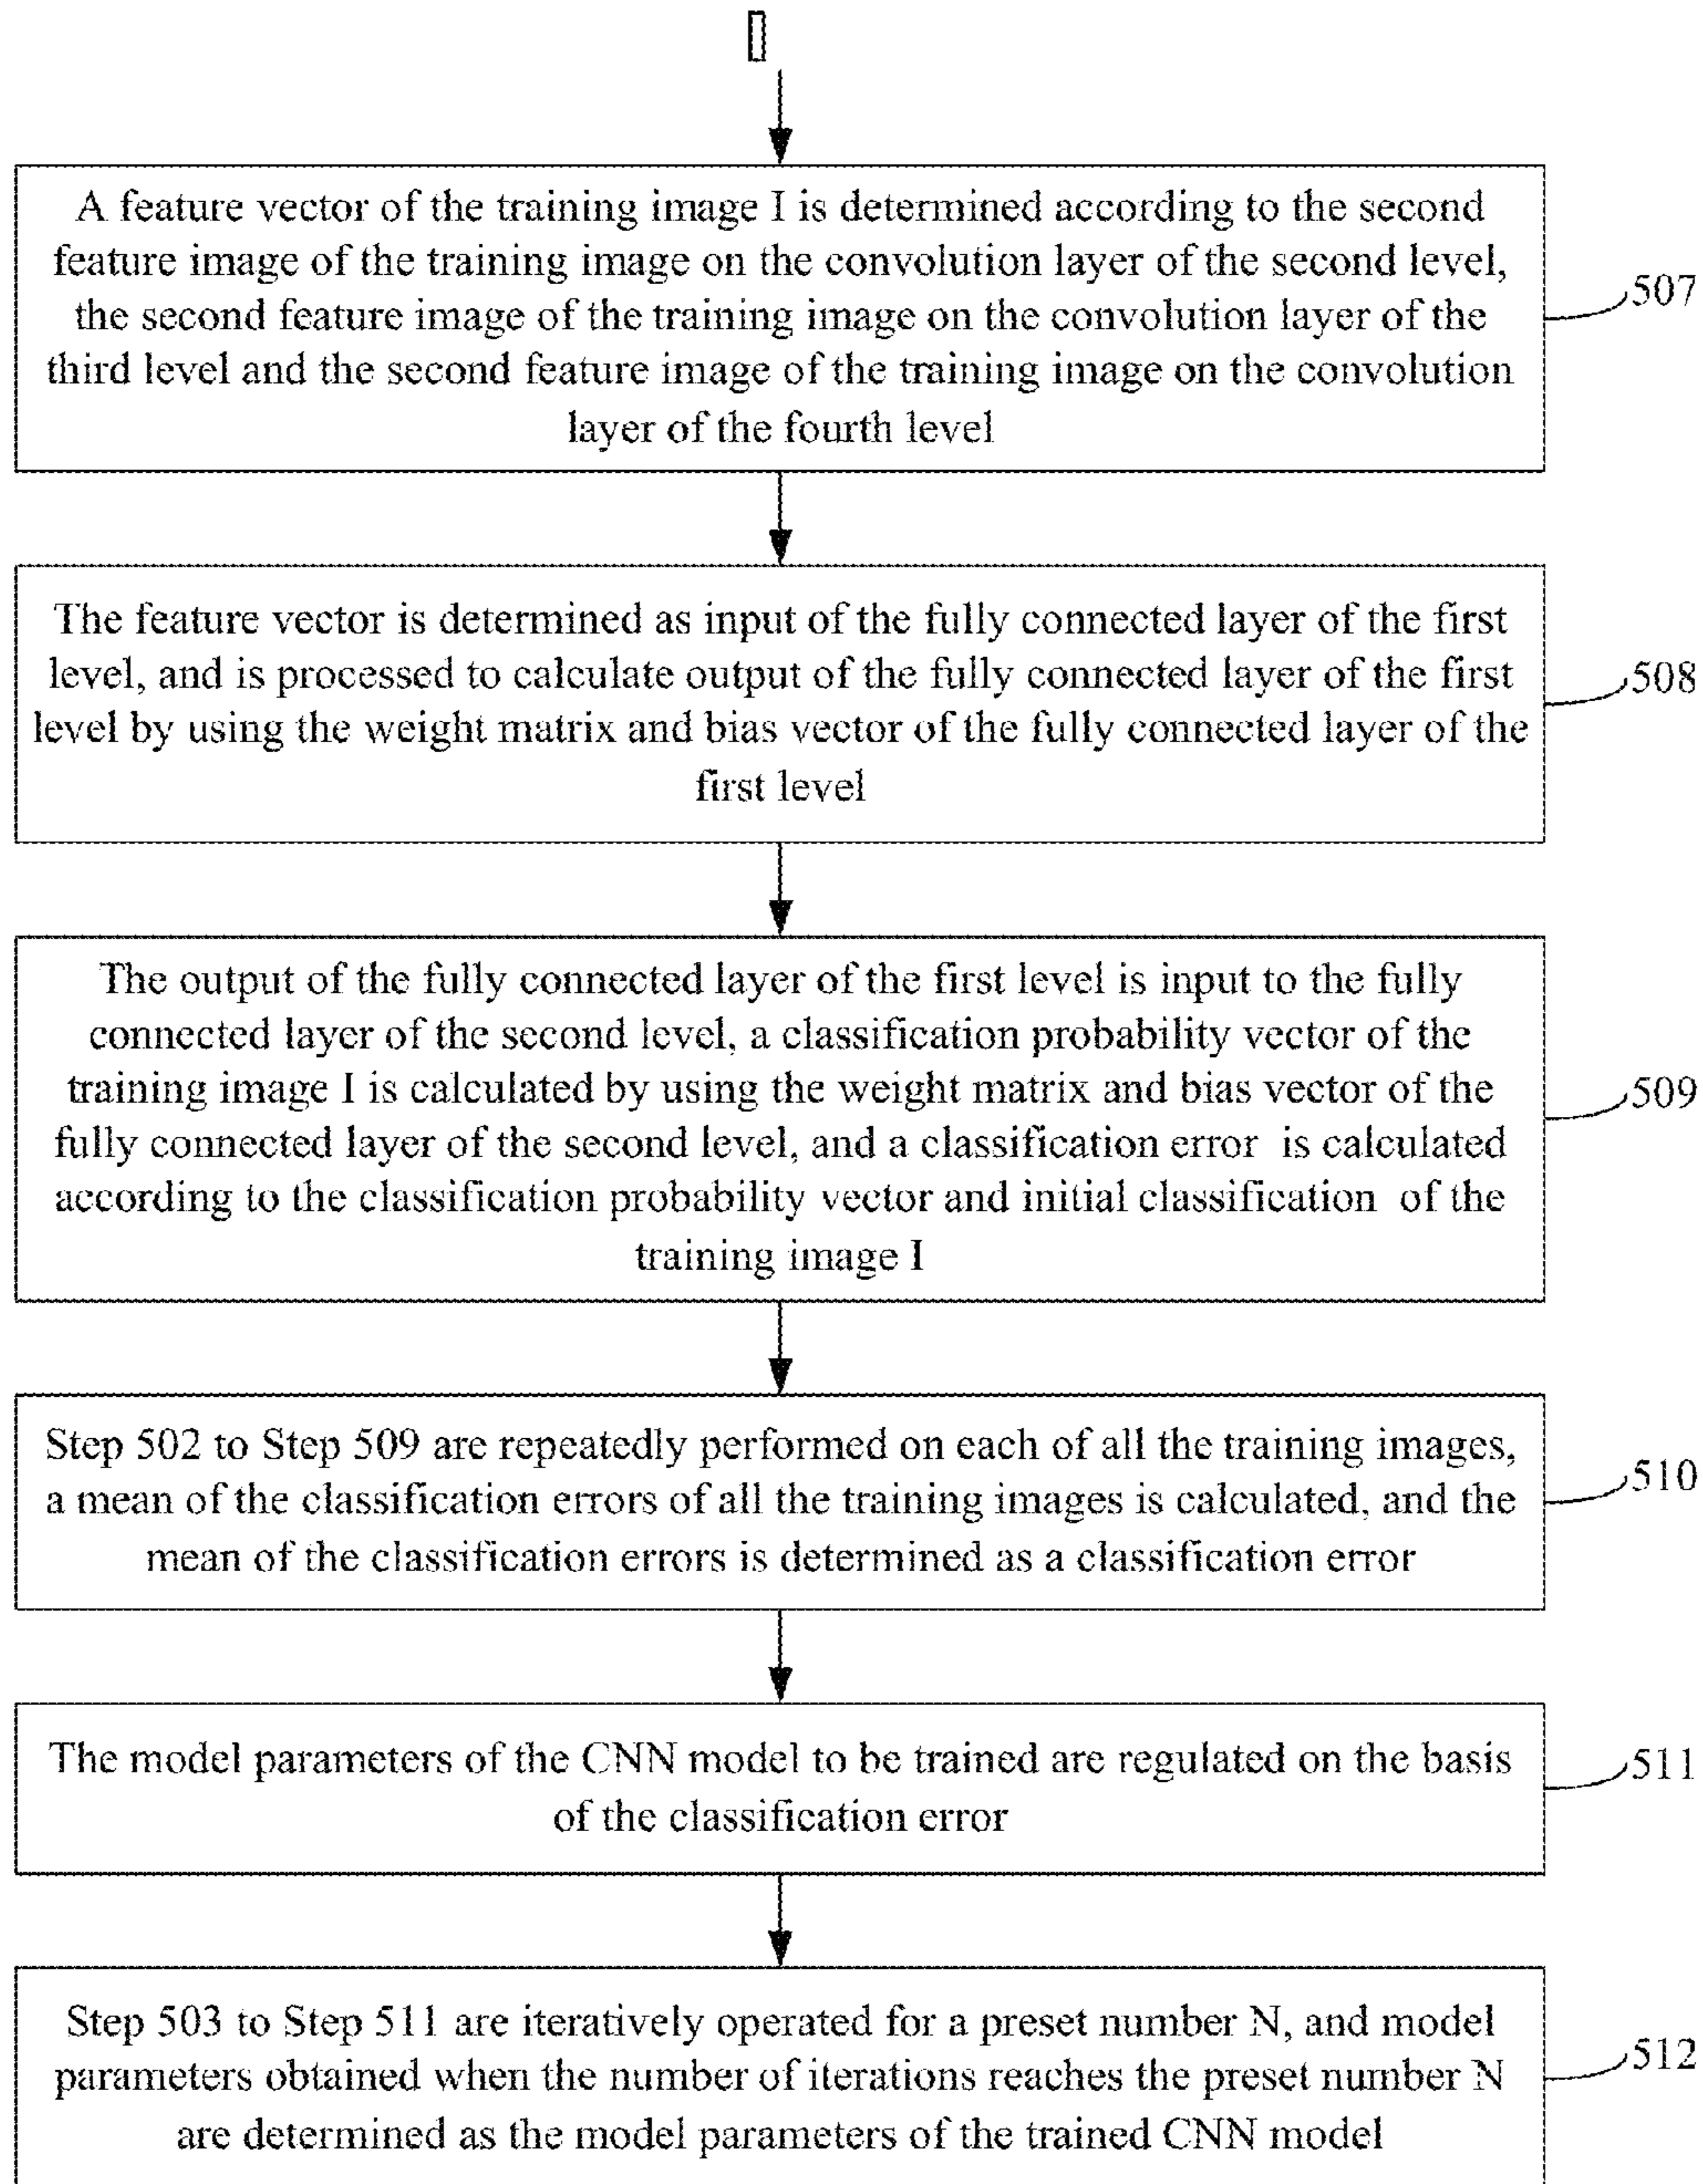 A feature vector of the training image I is determined according to the second
feature image of the training image on the convolution layer of the second level,
the second feature image of the training image on the convolution layer of the
third level and the second feature image of the training image on the convolution
layer of the fourth level
507
The feature vector is determined as input of the fully connected layer of the first
level, and is processed to calculate output of the fully connected layer of the first
level by using the weight matrix and bias vector of the fully connected layer of the
first level
508
The output of the fully connected layer of the first level is input to the fully
connected layer of the second level, a classification probability vector of the
training image I is calculated by using the weight matrix and bias vector of the
fully connected layer of the second level, and a classification error is calculated
according to the classification probability vector and initial classification of the
training image I
509
Step 502 to Step 509 are repeatedly performed on each of all the training images,
a mean of the classification errors of all the training images is calculated, and the
mean of the classification errors is determined as a classification error
510
The model parameters of the CNN model to be trained are regulated on the basis
of the classification error
511
Step 503 to Step 511 are iteratively operated for a preset number N, and model
parameters obtained when the number of iterations reaches the preset number N
are determined as the model parameters of the trained CNN model
512